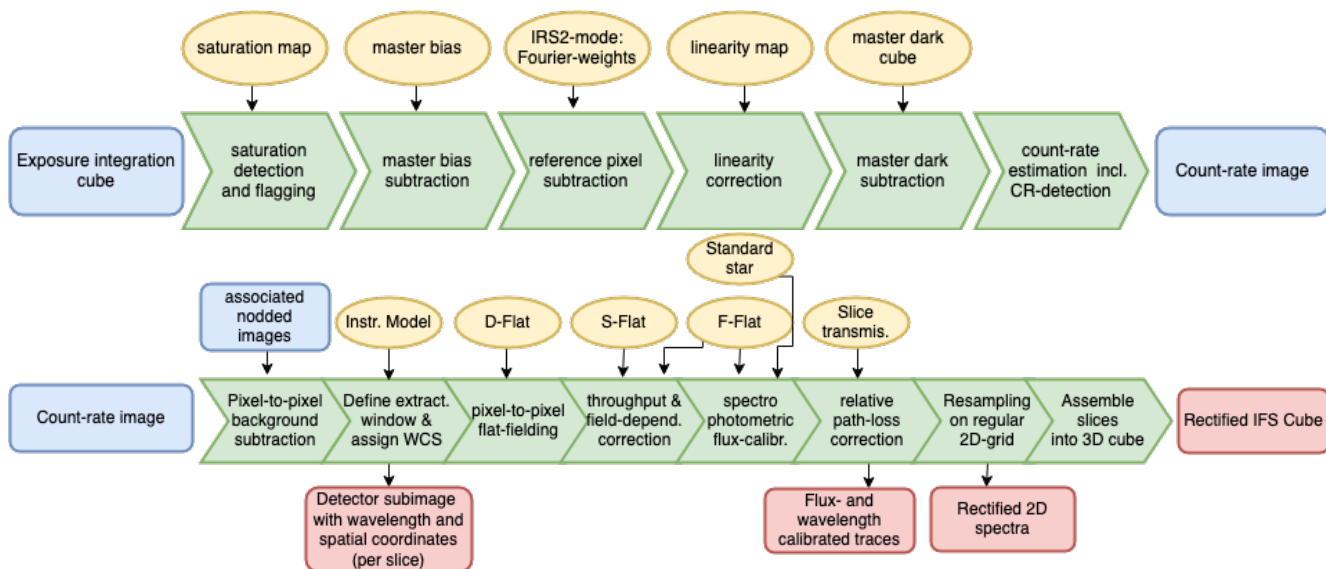 saturation map
master bias
IRS2-mode:
Fourier-weights
linearity map
master dark
cube
Exposure integration
cube
saturation
detection
and flagging
master bias
subtraction
reference pixel
subtraction
linearity
correction
master dark
subtraction
count-rate
estimation incl.
CR-detection
Count-rate image
Standard
star
associated
nodded
images
Instr. Model
D-Flat
S-Flat
F-Flat
Slice
transmis.
Count-rate image
Pixel-to-pixel
background
subtraction
Define extract.
window &
assign WCS
pixel-to-pixel
flat-fielding
throughput &
field-depend.
correction
spectro
photometric
flux-calibr.
relative
path-loss
correction
Resampling
on regular
2D-grid
Assemble
slices
into 3D cube
Rectified IFS Cube
Detector subimage
with wavelength and
spatial coordinates
(per slice)
Flux- and
wavelength
calibrated traces
Rectified 2D
spectra